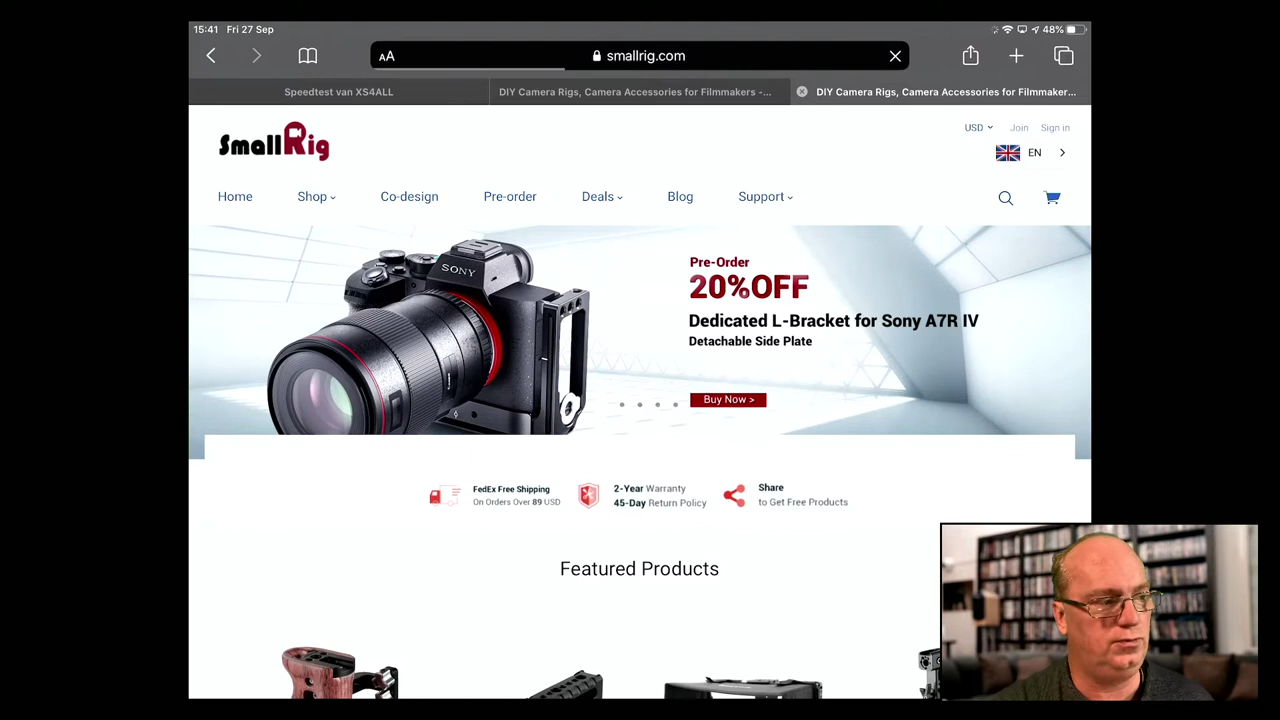 15:41 Fri 27 Sep
48%
AA
smallrig.com
Speedtest van XS4ALL
DIY Camera Rigs, Camera Accessories for Filmmakers -...
DIY Camera Rigs, Camera Accessories for Filmmaker...
SmallRig
USD
Join
Sign in
EN
Home
Shop
Co-design
Pre-order
Deals
Blog
Support
SONY
Pre-Order
20%OFF
Dedicated L-Bracket for Sony A7R IV
Detachable Side Plate
Buy Now >
FedEx Free Shipping
On Orders Over 89 USD
2-Year Warranty
45-Day Return Policy
Share
to Get Free Products
Featured Products